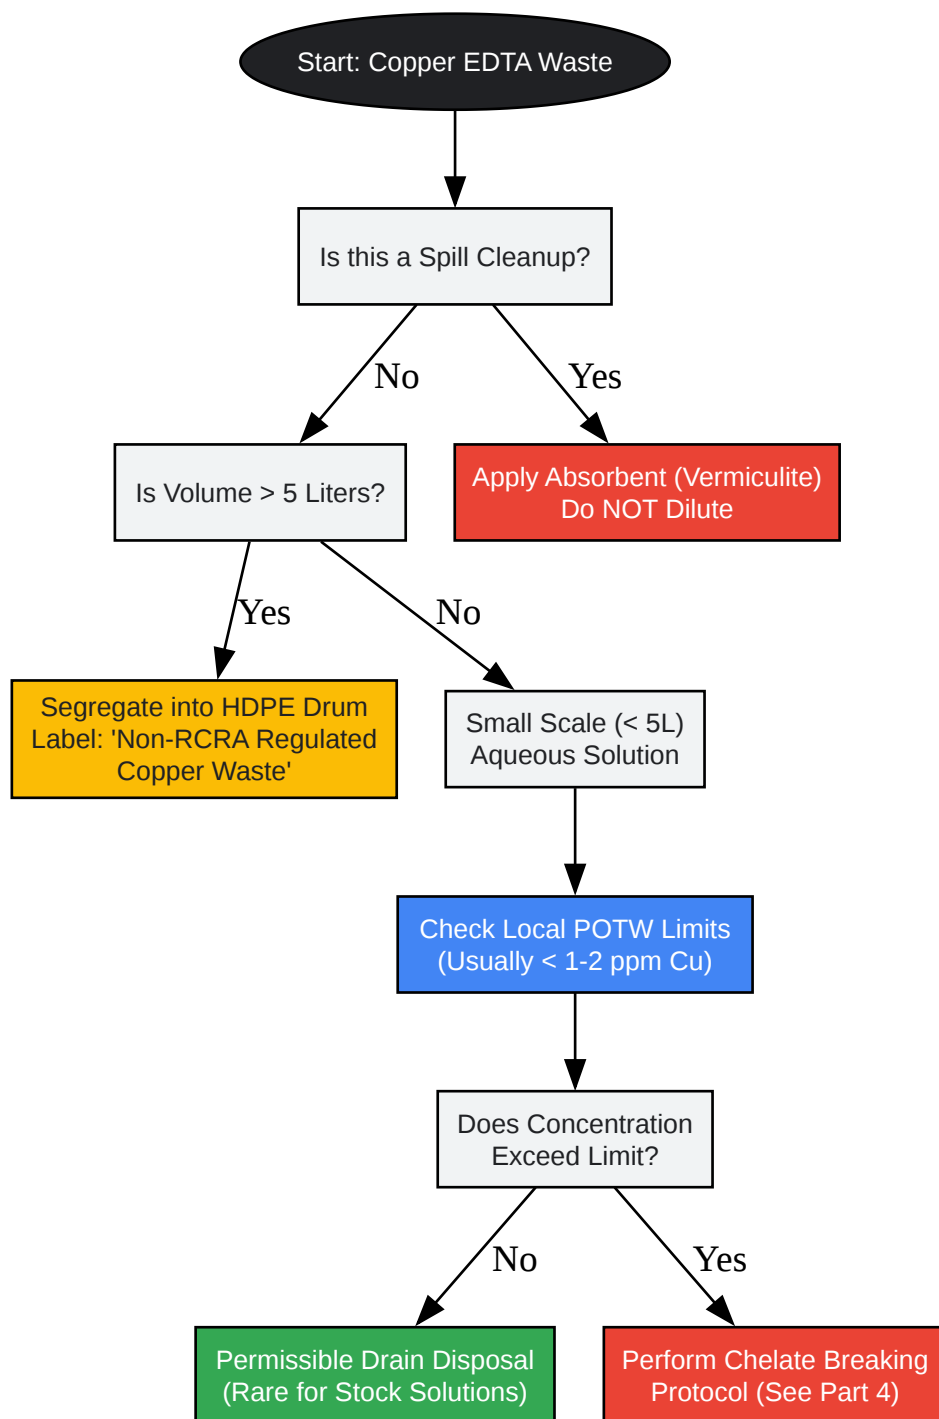 Start: Copper EDTA Waste
Is this a Spill Cleanup?
No
Yes
Is Volume > 5 Liters?
Apply Absorbent (Vermiculite)
Do NOT Dilute
Yes
No
Segregate into HDPE Drum
Label: 'Non-RCRA Regulated
Copper Waste'
Small Scale (< 5L)
Aqueous Solution
Check Local POTW Limits
(Usually < 1-2 ppm Cu)
Does Concentration
Exceed Limit?
No
Yes
Permissible Drain Disposal
(Rare for Stock Solutions)
Perform Chelate Breaking
Protocol (See Part 4)